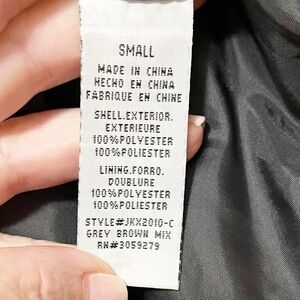 SMALL
MADE IN CHINA
HECHO EN CHINA
FABRIQUE EN CHINE
SHELL.EXTERIOR.
EXTERIEURE
100%POLYESTER
100%POLIESTER
LINING.FORRO.
DOUBLURE
100%POLYESTER
100%POLIESTER
STYLE#JKX2010-C
GREY BROWN MIX
RN#3059279